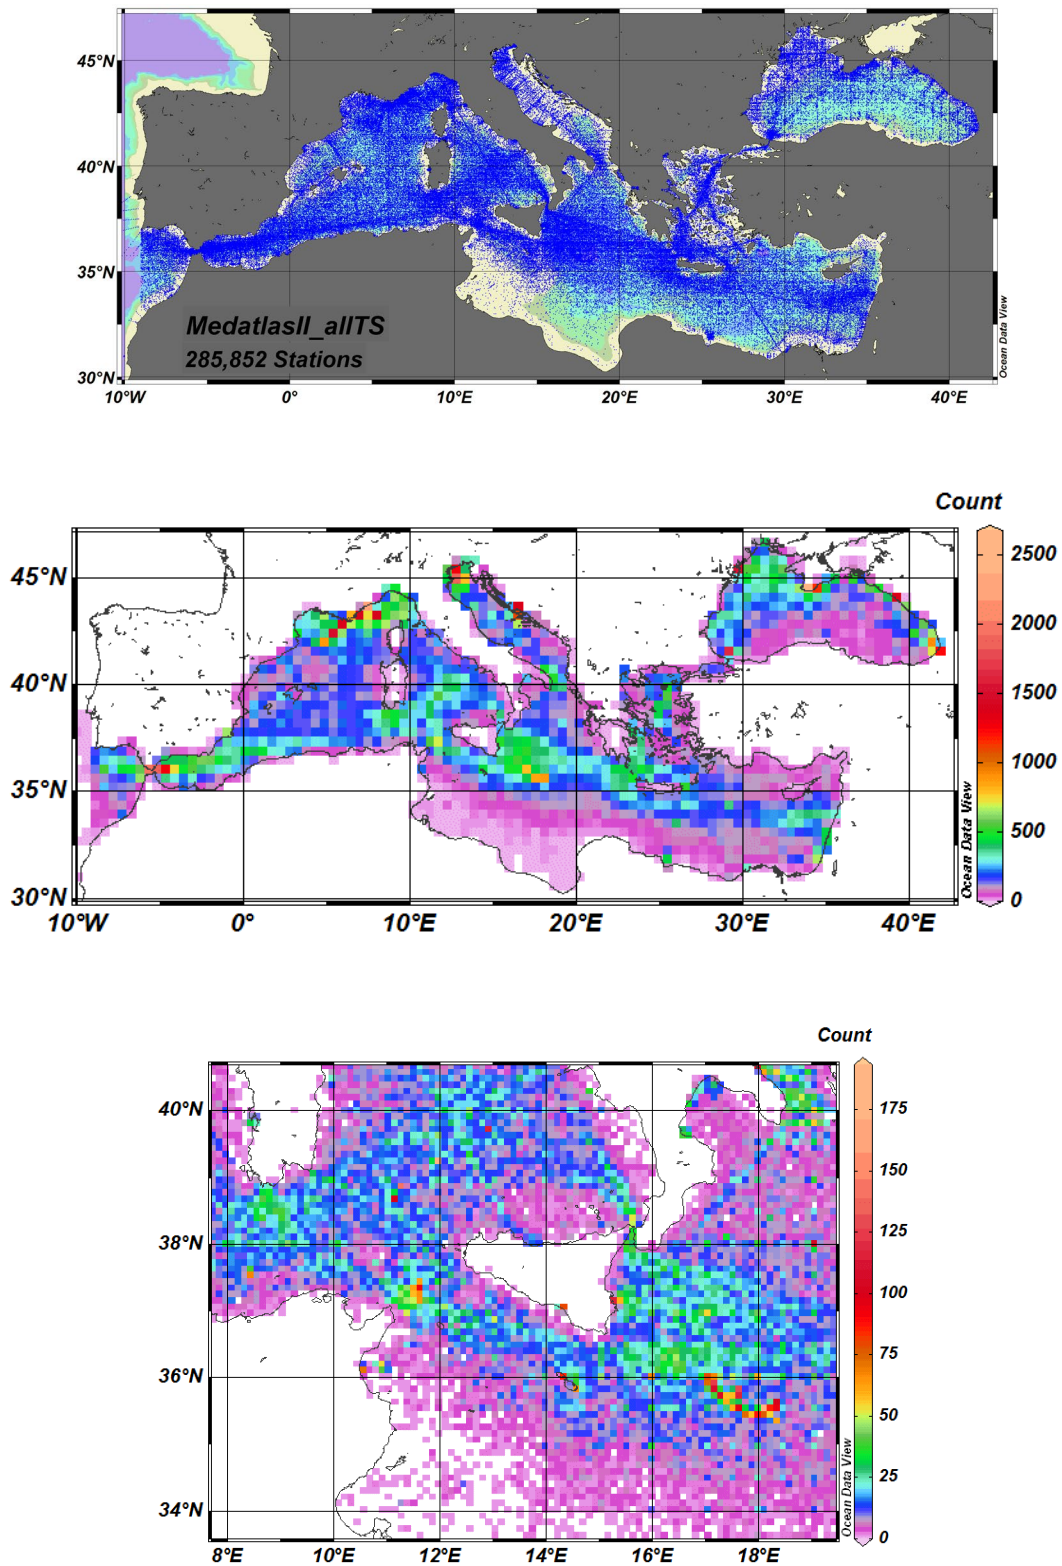 45°N
40°N
35°N
30°N
MedatlasII_allTS
285,852 Stations
Ocean Data View
10°W 0° 10°E 20°E 30°E 40°E
Count
45°N
40°N
35°N
30°N
2500
2000
1500
1000
500
0
Ocean Data View
10°W 0° 10°E 20°E 30°E 40°E
Count
40°N
38°N
36°N
34°N
175
150
125
100
75
50
25
0
Ocean Data View
8°E 10°E 12°E 14°E 16°E 18°E